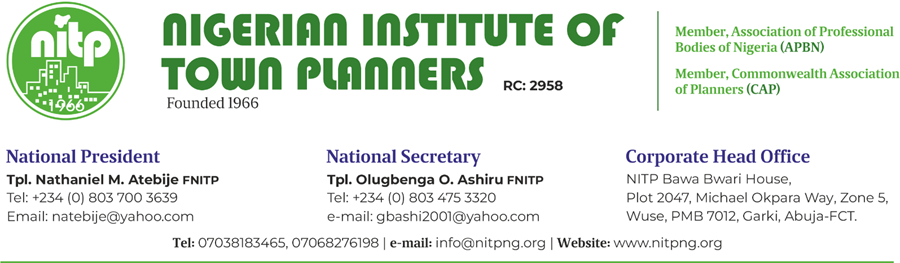 nitp
1966
NIGERIAN INSTITUTE OF
TOWN PLANNERS
RC: 2958
Founded 1966
Member, Association of Professional
Bodies of Nigeria (APBN)
Member, Commonwealth Association
of Planners (CAP)
National President
Tpl. Nathaniel M. Atebije FNITP
Tel: +234 (0) 803 700 3639
Email: natebije@yahoo.com
National Secretary
Tpl. Olugbenga O. Ashiru FNITP
Tel: +234 (0) 803 475 3320
e-mail: gbashi2001@yahoo.com
Corporate Head Office
NITP Bawa Bwari House,
Plot 2047, Michael Okpara Way, Zone 5,
Wuse, PMB 7012, Garki, Abuja-FCT.
Tel: 07038183465, 07068276198 | e-mail: info@nitpng.org | Website: www.nitpng.org